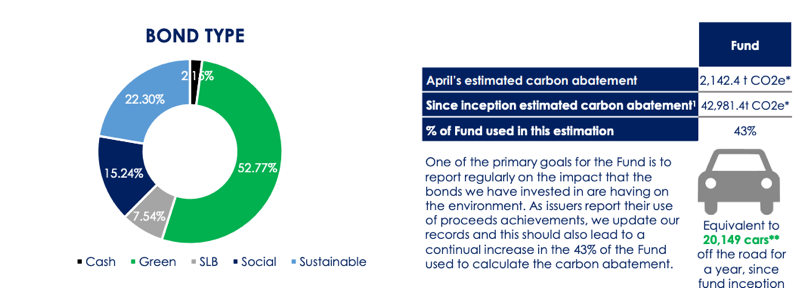 BOND TYPE
2.15%
22.30%
52.77%
15.24%
7.54%
Cash Green SLB Social Sustainable
Fund
April's estimated carbon abatement 2,142.4 t CO2e*
Since inception estimated carbon abatement¹ 42,981.4t CO2e*
% of Fund used in this estimation 43%
One of the primary goals for the Fund is to
report regularly on the impact that the
bonds we have invested in are having on
the environment. As issuers report their use
of proceeds achievements, we update our
records and this should also lead to a
continual increase in the 43% of the Fund
used to calculate the carbon abatement.
Equivalent to
20,149 cars**
off the road for
a year, since
fund inception